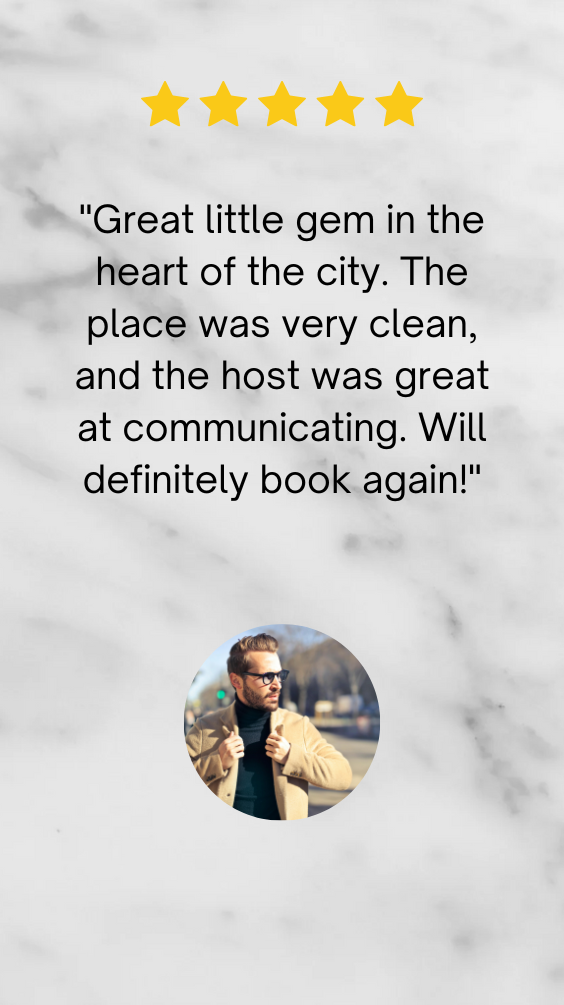 "Great little gem in the
heart of the city. The
place was very clean,
and the host was great
at communicating. Will
definitely book again!"